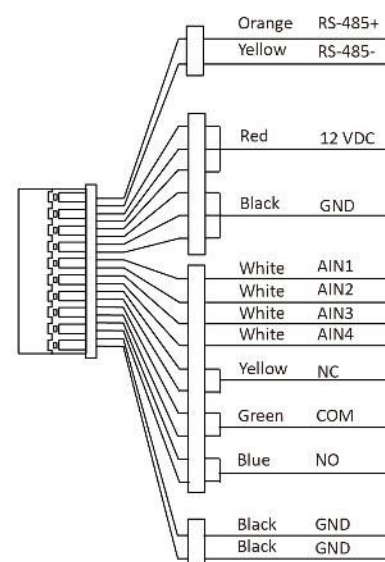 Orange RS-485+
Yellow RS-485-
Red 12 VDC
Black GND
White AIN1
White AIN2
White AIN3
White AIN4
Yellow NC
Green COM
Blue NO
Black GND
Black GND